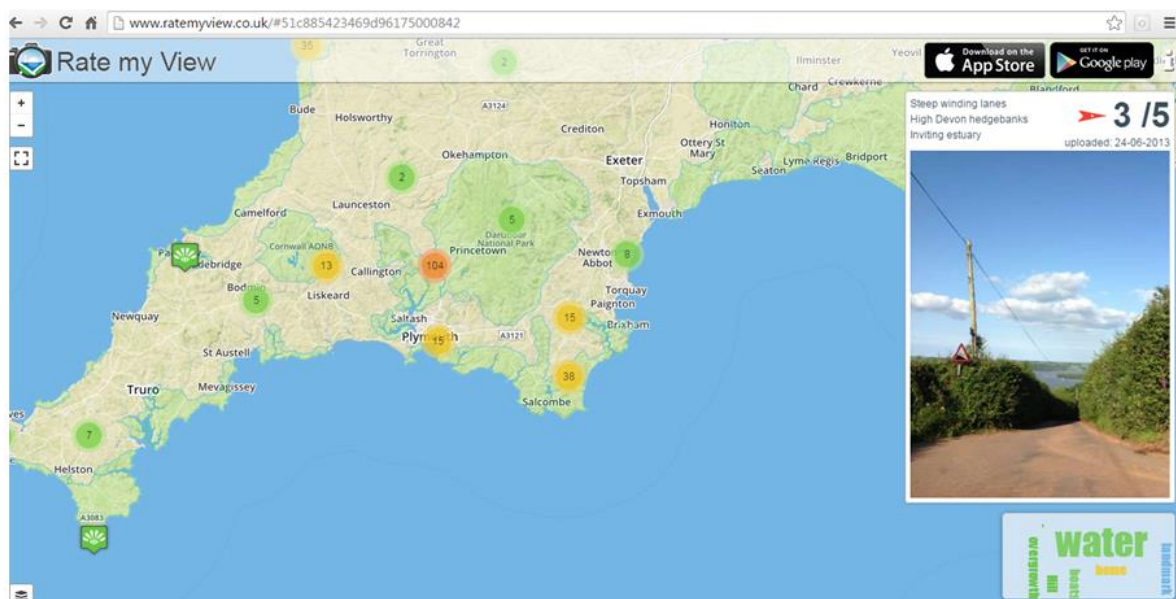 www.ratemyview.co.uk/#51c885423469d96175000842
Rate my View
Download on the
App Store
GET IT ON
Google play
35
Great
Torrington
2
Yeovil
Ilminster
Chard
Crewkerne
Blandford
+
-
Steep winding lanes
High Devon hedgebanks
Inviting estuary
3 /5
uploaded: 24-06-2013
Bude
Holsworthy
A3124
Crediton
Honiton
Okehampton
Exeter
Ottery St
Mary
Lyme Regis
Bridport
Seaton
Topsham
2
Launceston
Camelford
5
Exmouth
Dartmoor
National Park
Princetown
Cornwall AONB
13
Callington
104
Newton
Abbot
8
Bodmin
5
Liskeard
Torquay
Paignton
Newquay
Saltash
Plymouth
15
A3121
15
Brixham
St Austell
38
Salcombe
Truro
Mevagissey
7
Helston
A3083
water
home
overgrowth
hill
boats
landmark